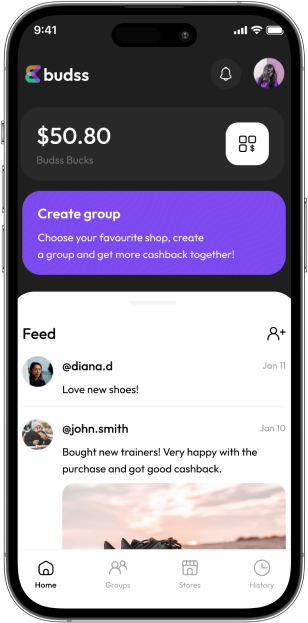 9:41
budss
$50.80
Budss Bucks
$
Create group
Choose your favourite shop, create
a group and get more cashback together!
Feed
@diana.d
Jan 11
Love new shoes!
@john.smith
Jan 10
Bought new trainers! Very happy with the
purchase and got good cashback.
Home
Groups
Stores
History